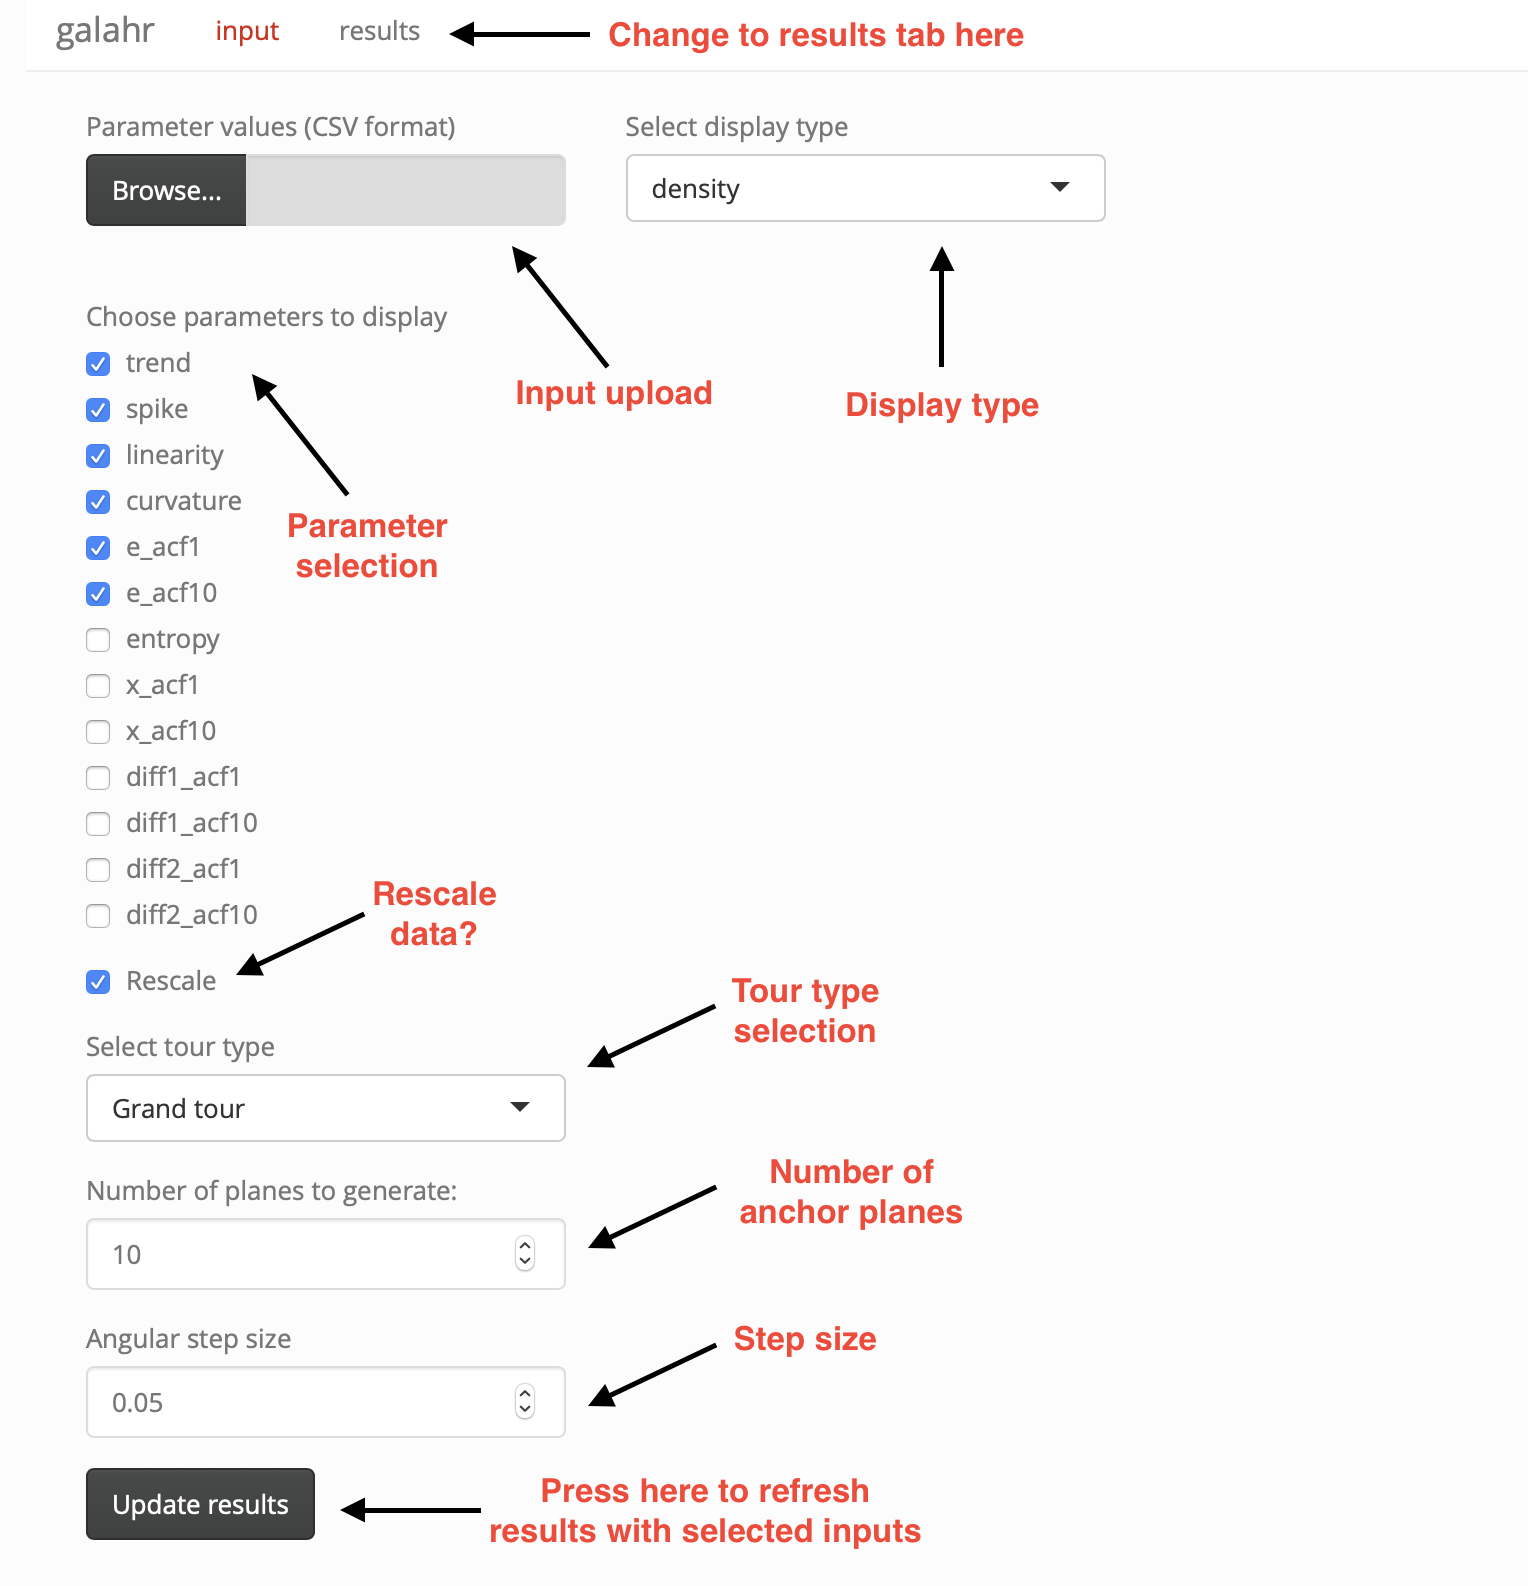 galahr input results Change to results tab here
Parameter values (CSV format) Select display type
Browse... density
Input upload Display type
Choose parameters to display
trend
spike
linearity
curvature
e_acf1
e_acf10
Parameter
selection
entropy
x_acf1
x_acf10
diff1_acf1
diff1_acf10
diff2_acf1
diff2_acf10
Rescale
data?
Rescale
Tour type
selection
Select tour type
Grand tour
Number of
anchor planes
Number of planes to generate:
10
Step size
Angular step size
0.05
Update results
Press here to refresh
results with selected inputs